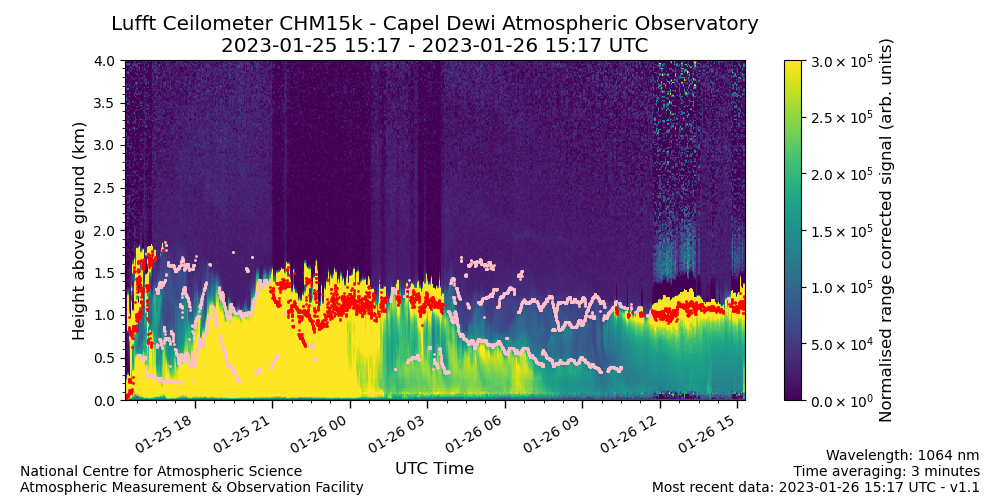 Lufft Ceilometer CHM15k - Capel Dewi Atmospheric Observatory
2023-01-25 15:17 - 2023-01-26 15:17 UTC
Height above ground (km)
4.0
3.5
3.0
2.5
2.0
1.5
1.0
0.5
0.0
01-25 18
01-25 21
01-26 00
01-26 03
01-26 06
01-26 09
01-26 12
01-26 15
UTC Time
3.0 × 10⁵
2.5 × 10⁵
2.0 × 10⁵
1.5 × 10⁵
1.0 × 10⁵
5.0 × 10⁴
0.0 × 10⁰
Normalised range corrected signal (arb. units)
National Centre for Atmospheric Science
Atmospheric Measurement & Observation Facility
Wavelength: 1064 nm
Time averaging: 3 minutes
Most recent data: 2023-01-26 15:17 UTC - v1.1